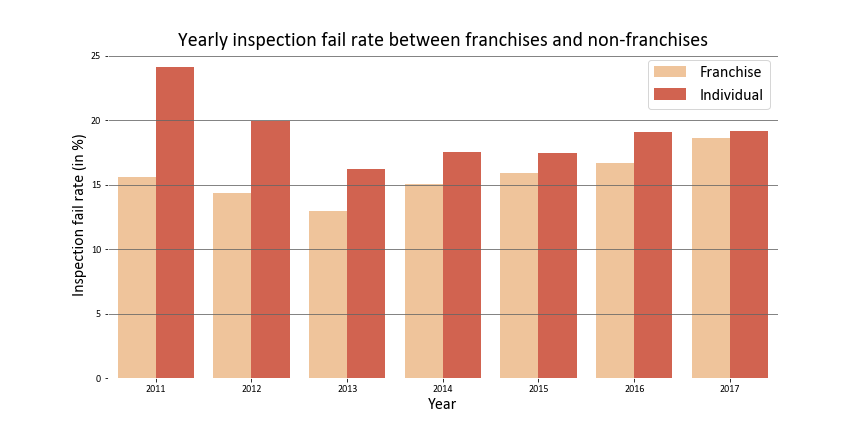 Yearly inspection fail rate between franchises and non-franchises
Franchise
Individual
Inspection fail rate (in %)
25
20
15
10
5
0
2011 2012 2013 2014 2015 2016 2017
Year